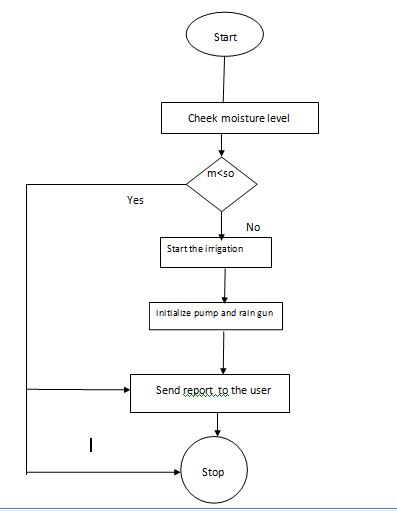 Start
Cheek moisture level
m<so
Yes
No
Start the irrigation
Initialize pump and rain gun
Send report to the user
Stop